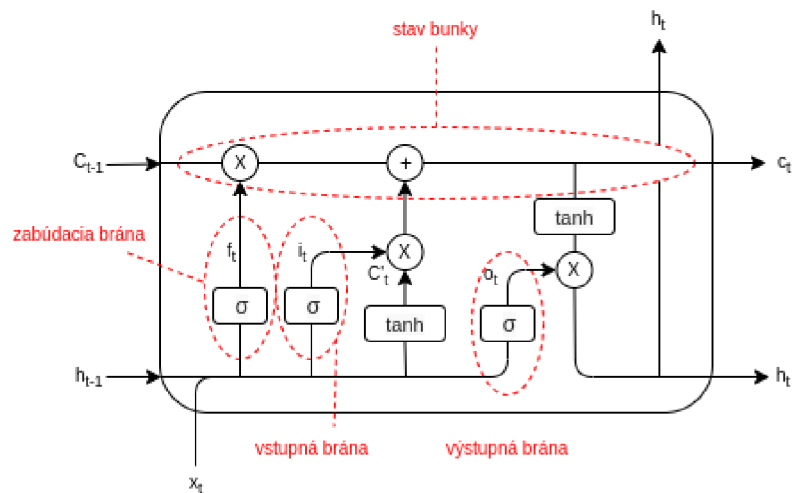 stav bunky
hₜ
Cₜ₋₁
X
+
cₜ
zabúdacia brána
fₜ
iₜ
X
C'ₜ
tanh
oₜ
X
σ
σ
tanh
σ
hₜ₋₁
hₜ
vstupná brána
výstupná brána
xₜ